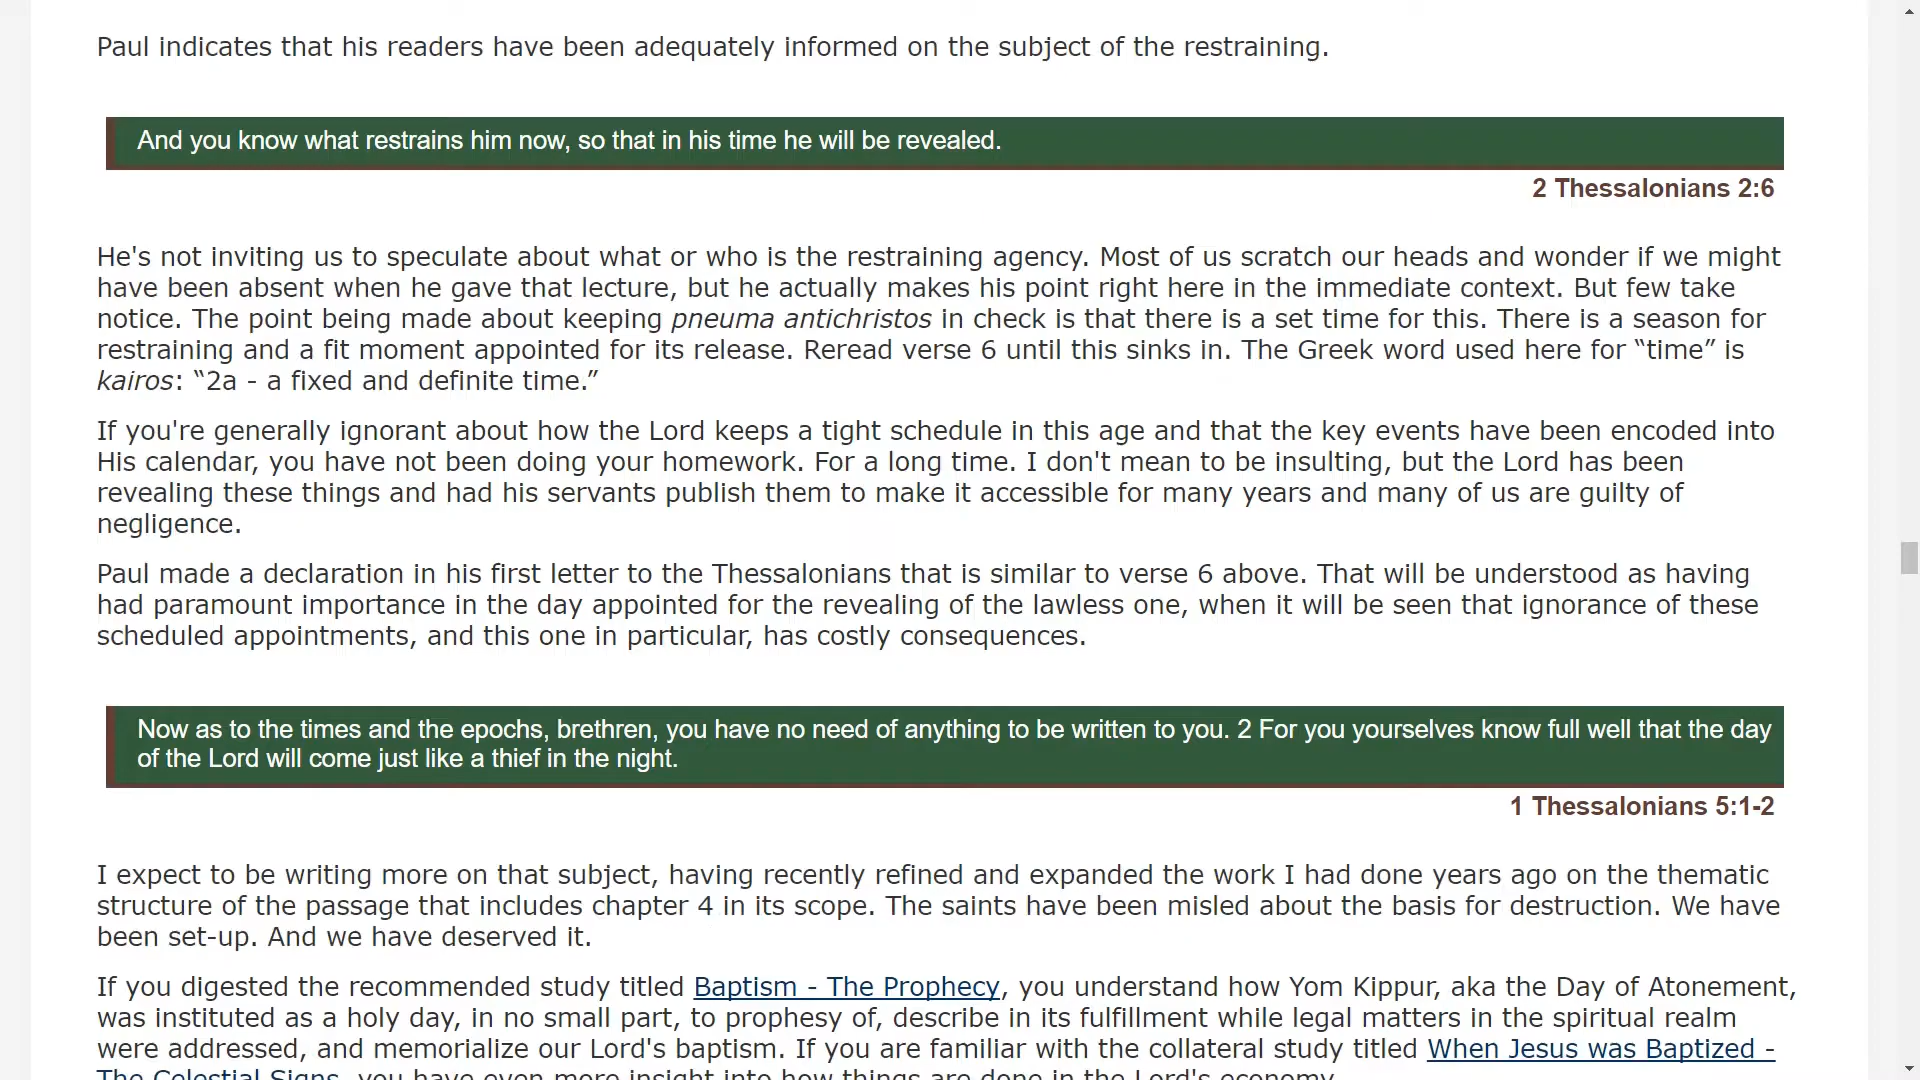 Paul indicates that his readers have been adequately informed on the subject of the restraining.
And you know what restrains him now, so that in his time he will be revealed.
2 Thessalonians 2:6
He's not inviting us to speculate about what or who is the restraining agency. Most of us scratch our heads and wonder if we might
have been absent when he gave that lecture, but he actually makes his point right here in the immediate context. But few take
notice. The point being made about keeping pneuma antichristos in check is that there is a set time for this. There is a season for
restraining and a fit moment appointed for its release. Reread verse 6 until this sinks in. The Greek word used here for “time” is
kairos: “2a - a fixed and definite time.”
If you're generally ignorant about how the Lord keeps a tight schedule in this age and that the key events have been encoded into
His calendar, you have not been doing your homework. For a long time. I don't mean to be insulting, but the Lord has been
revealing these things and had his servants publish them to make it accessible for many years and many of us are guilty of
negligence.
Paul made a declaration in his first letter to the Thessalonians that is similar to verse 6 above. That will be understood as having
had paramount importance in the day appointed for the revealing of the lawless one, when it will be seen that ignorance of these
scheduled appointments, and this one in particular, has costly consequences.
Now as to the times and the epochs, brethren, you have no need of anything to be written to you. 2 For you yourselves know full well that the day
of the Lord will come just like a thief in the night.
1 Thessalonians 5:1-2
I expect to be writing more on that subject, having recently refined and expanded the work I had done years ago on the thematic
structure of the passage that includes chapter 4 in its scope. The saints have been misled about the basis for destruction. We have
been set-up. And we have deserved it.
If you digested the recommended study titled Baptism - The Prophecy, you understand how Yom Kippur, aka the Day of Atonement,
was instituted as a holy day, in no small part, to prophesy of, describe in its fulfillment while legal matters in the spiritual realm
were addressed, and memorialize our Lord's baptism. If you are familiar with the collateral study titled When Jesus was Baptized -
The Celestial Signs, you have even more insight into how things are done in the Lord's economy.